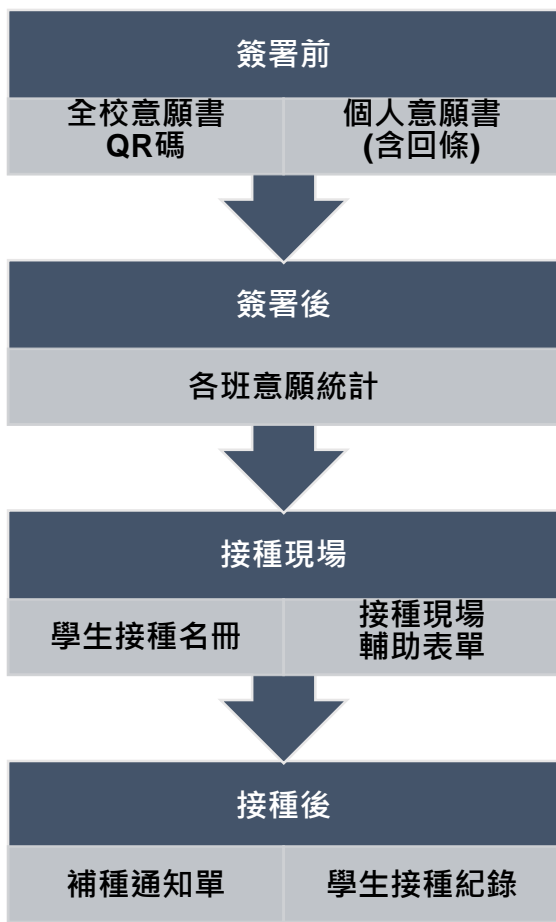 簽署前
全校意願書
QR碼
個人意願書
(含回條)
簽署後
各班意願統計
接種現場
學生接種名冊
接種現場
輔助表單
接種後
補種通知單
學生接種紀錄